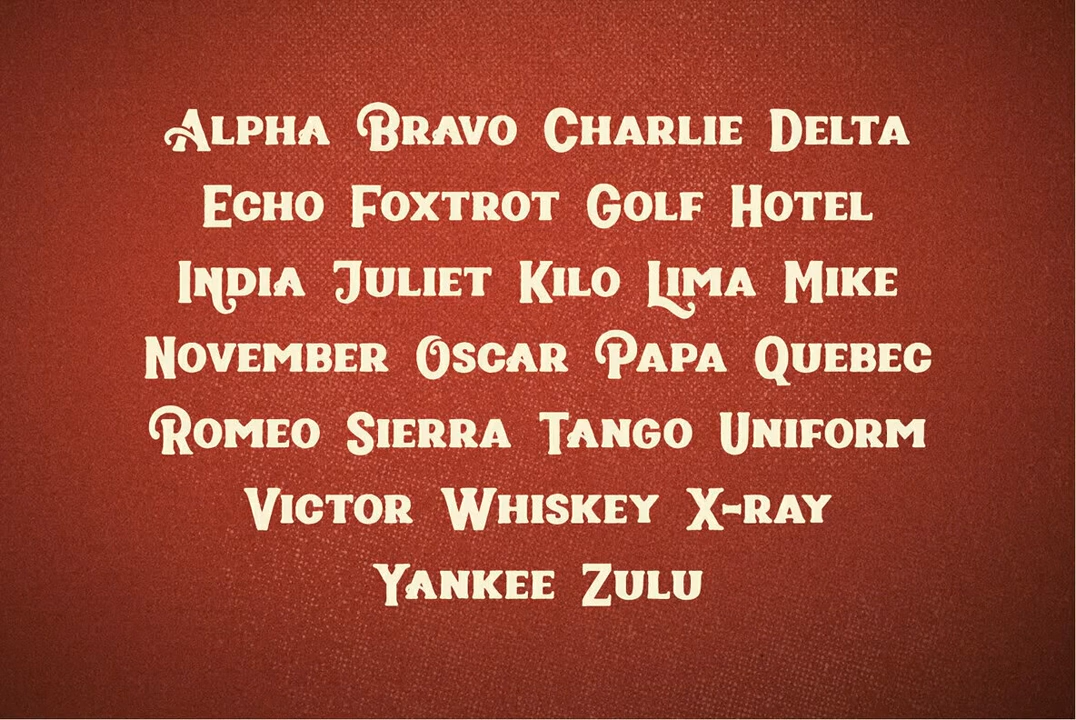 Alpha Bravo Charlie Delta
Echo Foxtrot Golf Hotel
India Juliet Kilo Lima Mike
November Oscar Papa Quebec
Romeo Sierra Tango Uniform
Victor Whiskey X-ray
Yankee Zulu